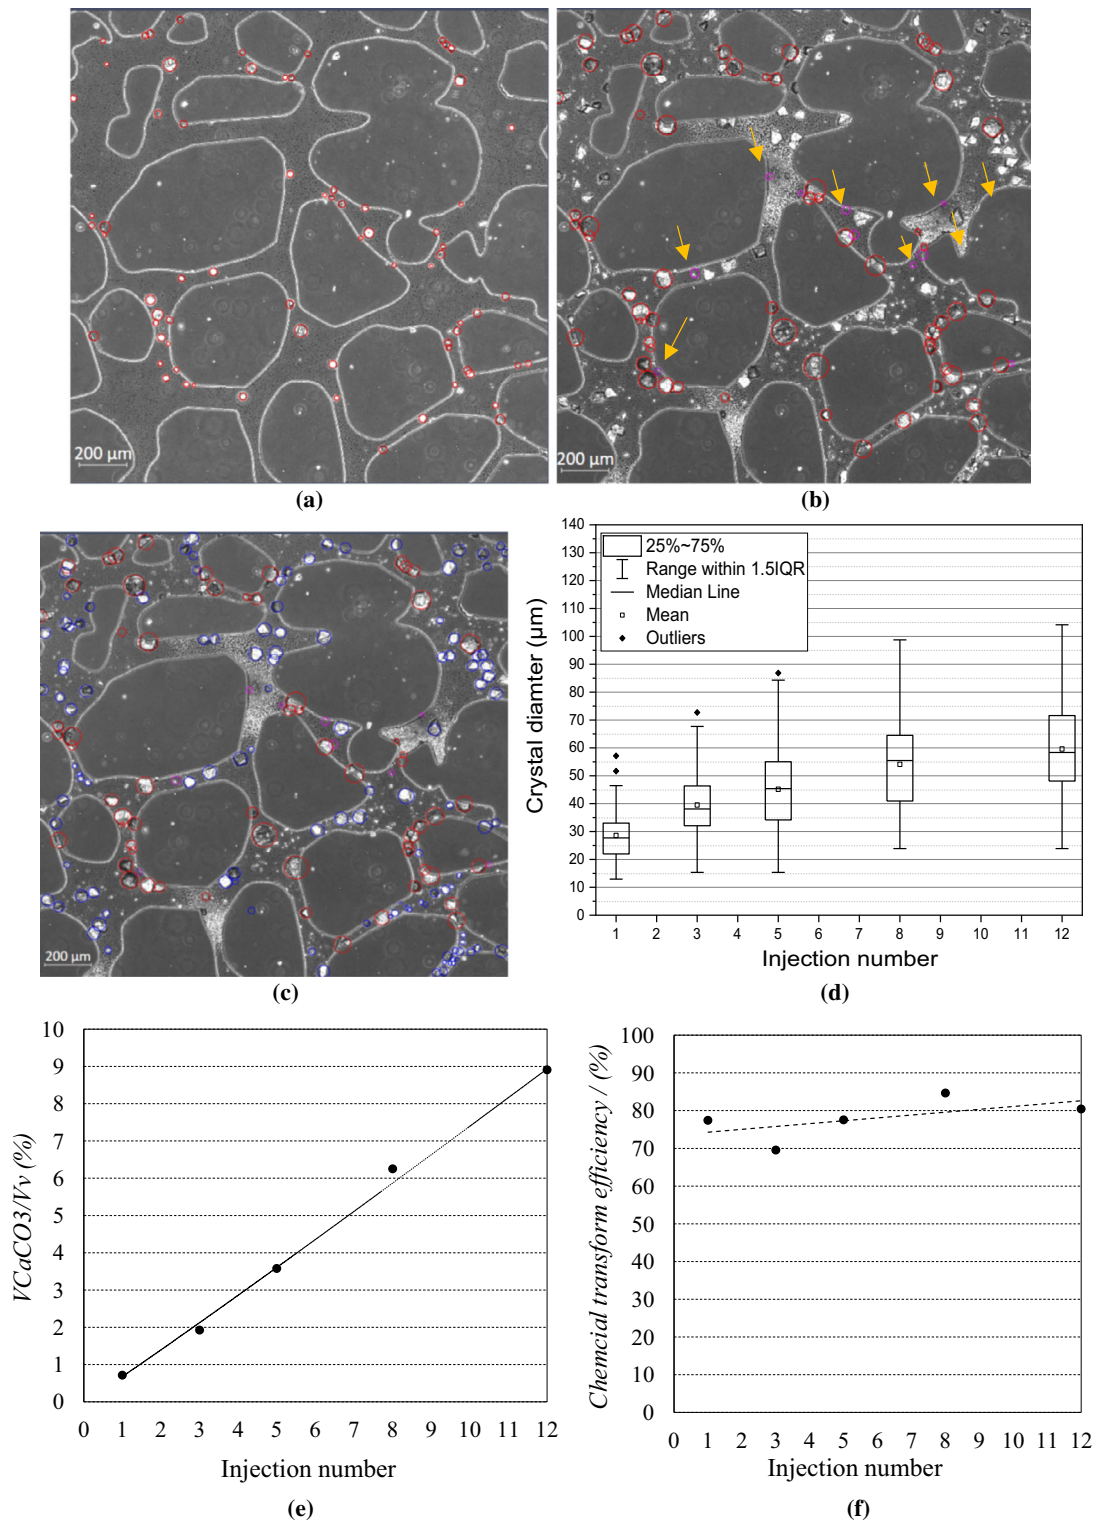 200 μm
(a)
200 μm
(b)
200 μm
(c)
140
130
120
110
100
90
80
70
60
50
40
30
20
10
0
Crystal diamter (μm)
25%~75%
Range within 1.5IQR
Median Line
Mean
Outliers
1 2 3 4 5 6 7 8 9 10 11 12
Injection number
(d)
10
9
8
7
6
5
4
3
2
1
0
VCaCO3/Vv (%)
0 1 2 3 4 5 6 7 8 9 10 11 12
Injection number
(e)
100
90
80
70
60
50
40
30
20
10
0
Chemcial transform efficiency / (%)
0 1 2 3 4 5 6 7 8 9 10 11 12
Injection number
(f)